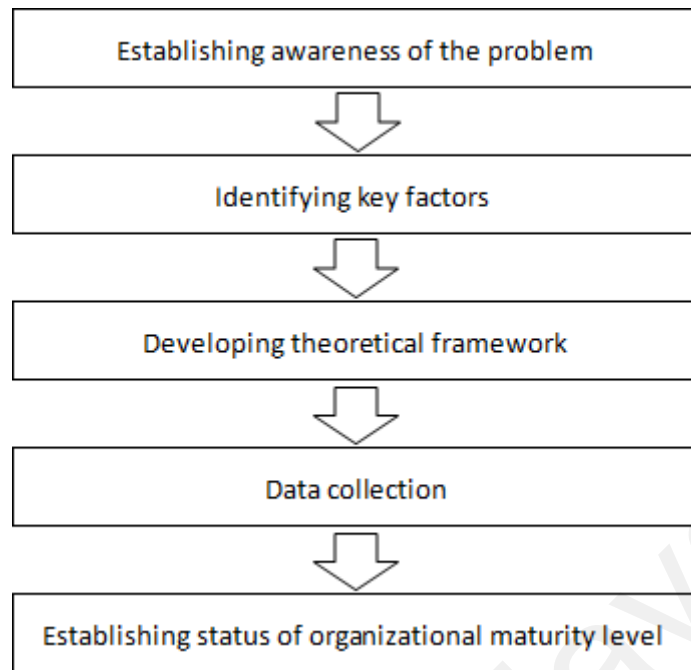 Establishing awareness of the problem
Identifying key factors
Developing theoretical framework
Data collection
Establishing status of organizational maturity level